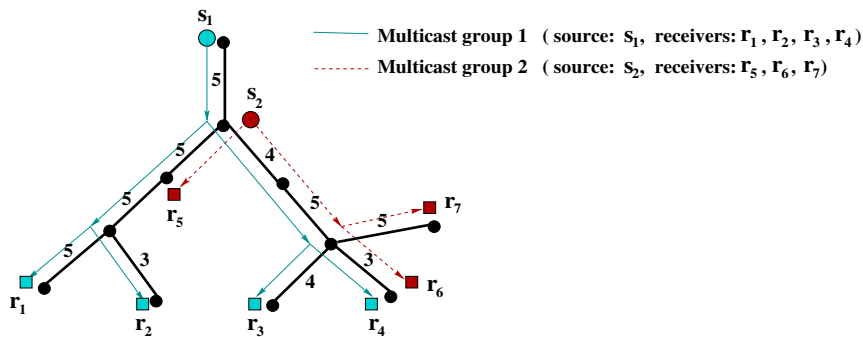 s1
Multicast group 1 ( source: s1, receivers: r1 , r2, r3 , r4)
Multicast group 2 ( source: s2, receivers: r5 , r6, r7)
5
s2
5
4
5
5
r5
5
r7
5
3
3
4
r6
r1
r2
r3
r4